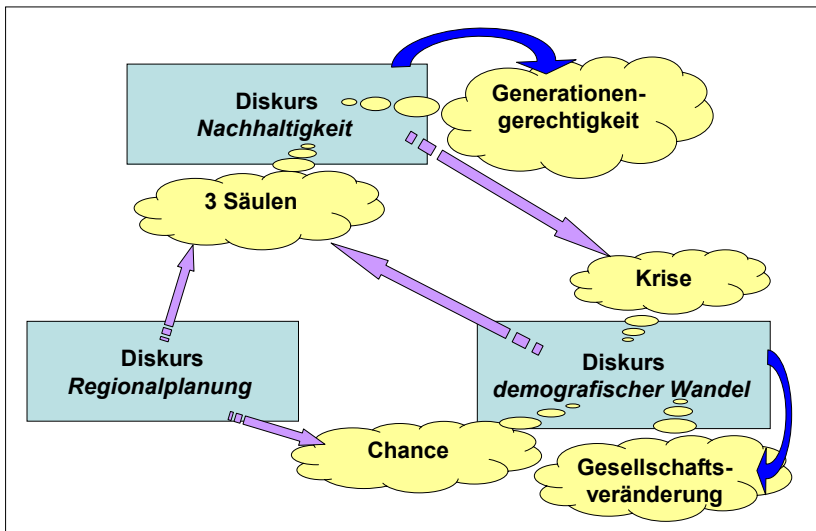 Diskurs
Nachhaltigkeit
Generationen-
gerechtigkeit
3 Säulen
Krise
Diskurs
Regionalplanung
Diskurs
demografischer Wandel
Chance
Gesellschafts-
veränderung